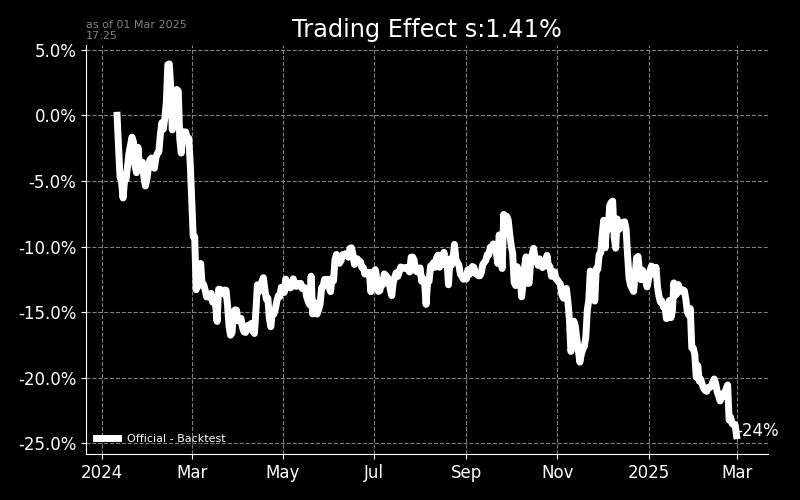 as of 01 Mar 2025
17:25
Trading Effect s:1.41%
5.0%
0.0%
-5.0%
-10.0%
-15.0%
-20.0%
-25.0%
-24%
Official - Backtest
2024 Mar May Jul Sep Nov 2025 Mar